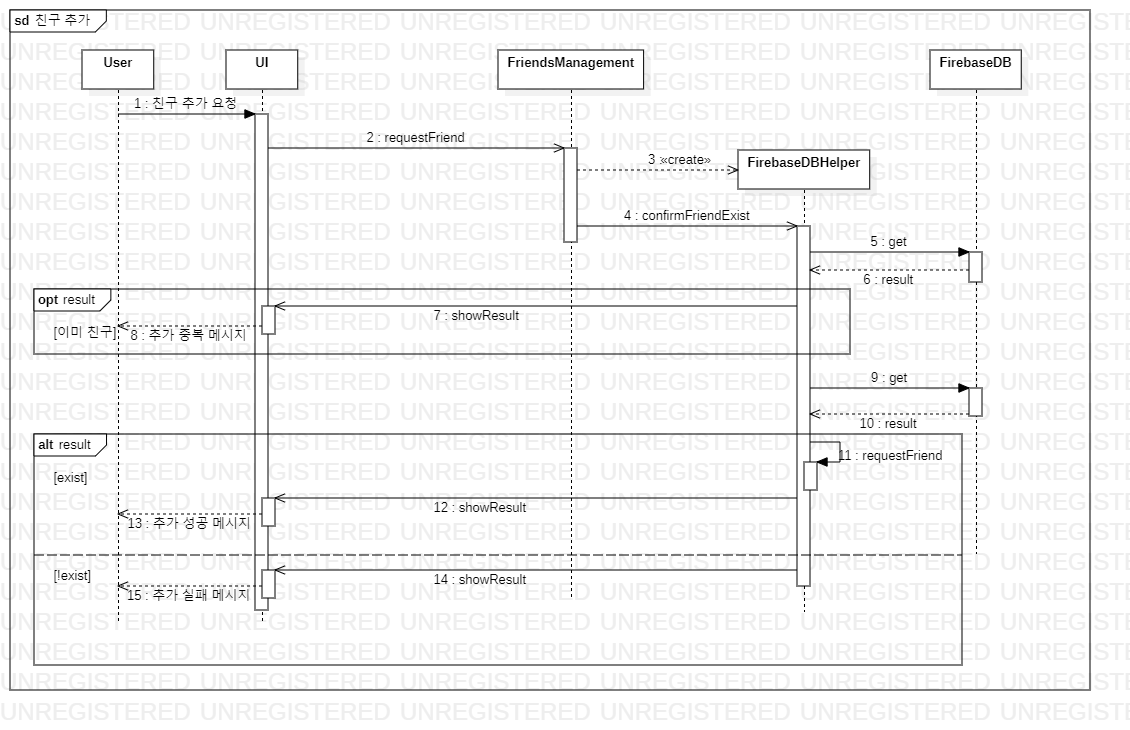 sd 친구 추가
User
UI
FriendsManagement
FirebaseDB
1 : 친구 추가 요청
2 : requestFriend
3 :«create»
FirebaseDBHelper
4 : confirmFriendExist
5 : get
6 : result
opt result
7 : showResult
[이미 친구]
8 : 추가 중복 메시지
9 : get
10 : result
alt result
11 : requestFriend
[exist]
12 : showResult
13 : 추가 성공 메시지
[!exist]
14 : showResult
15 : 추가 실패 메시지
UNREGISTERED UNREGISTERED UNREGISTERED UNREGISTERED UNREGISTERED UNREGISTE